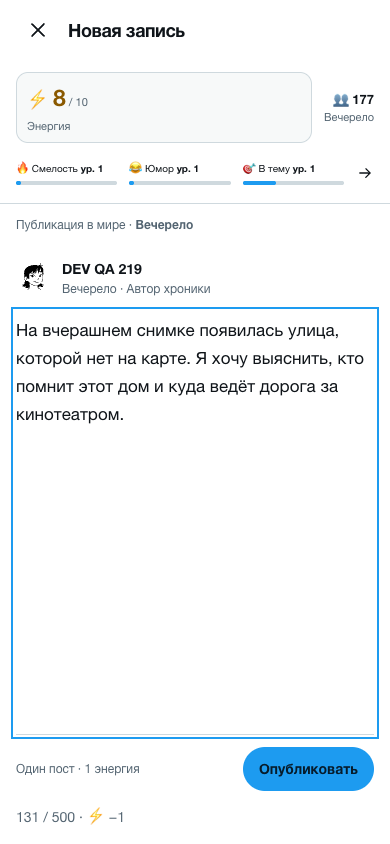 Новая запись
⚡ 8 / 10
Энергия
👥 177
Вечерело
🔥 Смелость ур. 1
😂 Юмор ур. 1
🎯 В тему ур. 1
→
Публикация в мире · Вечерело
DEV QA 219
Вечерело · Автор хроники
На вчерашнем снимке появилась улица,
которой нет на карте. Я хочу выяснить, кто
помнит этот дом и куда ведёт дорога за
кинотеатром.
Один пост · 1 энергия
Опубликовать
131 / 500 · ⚡ −1